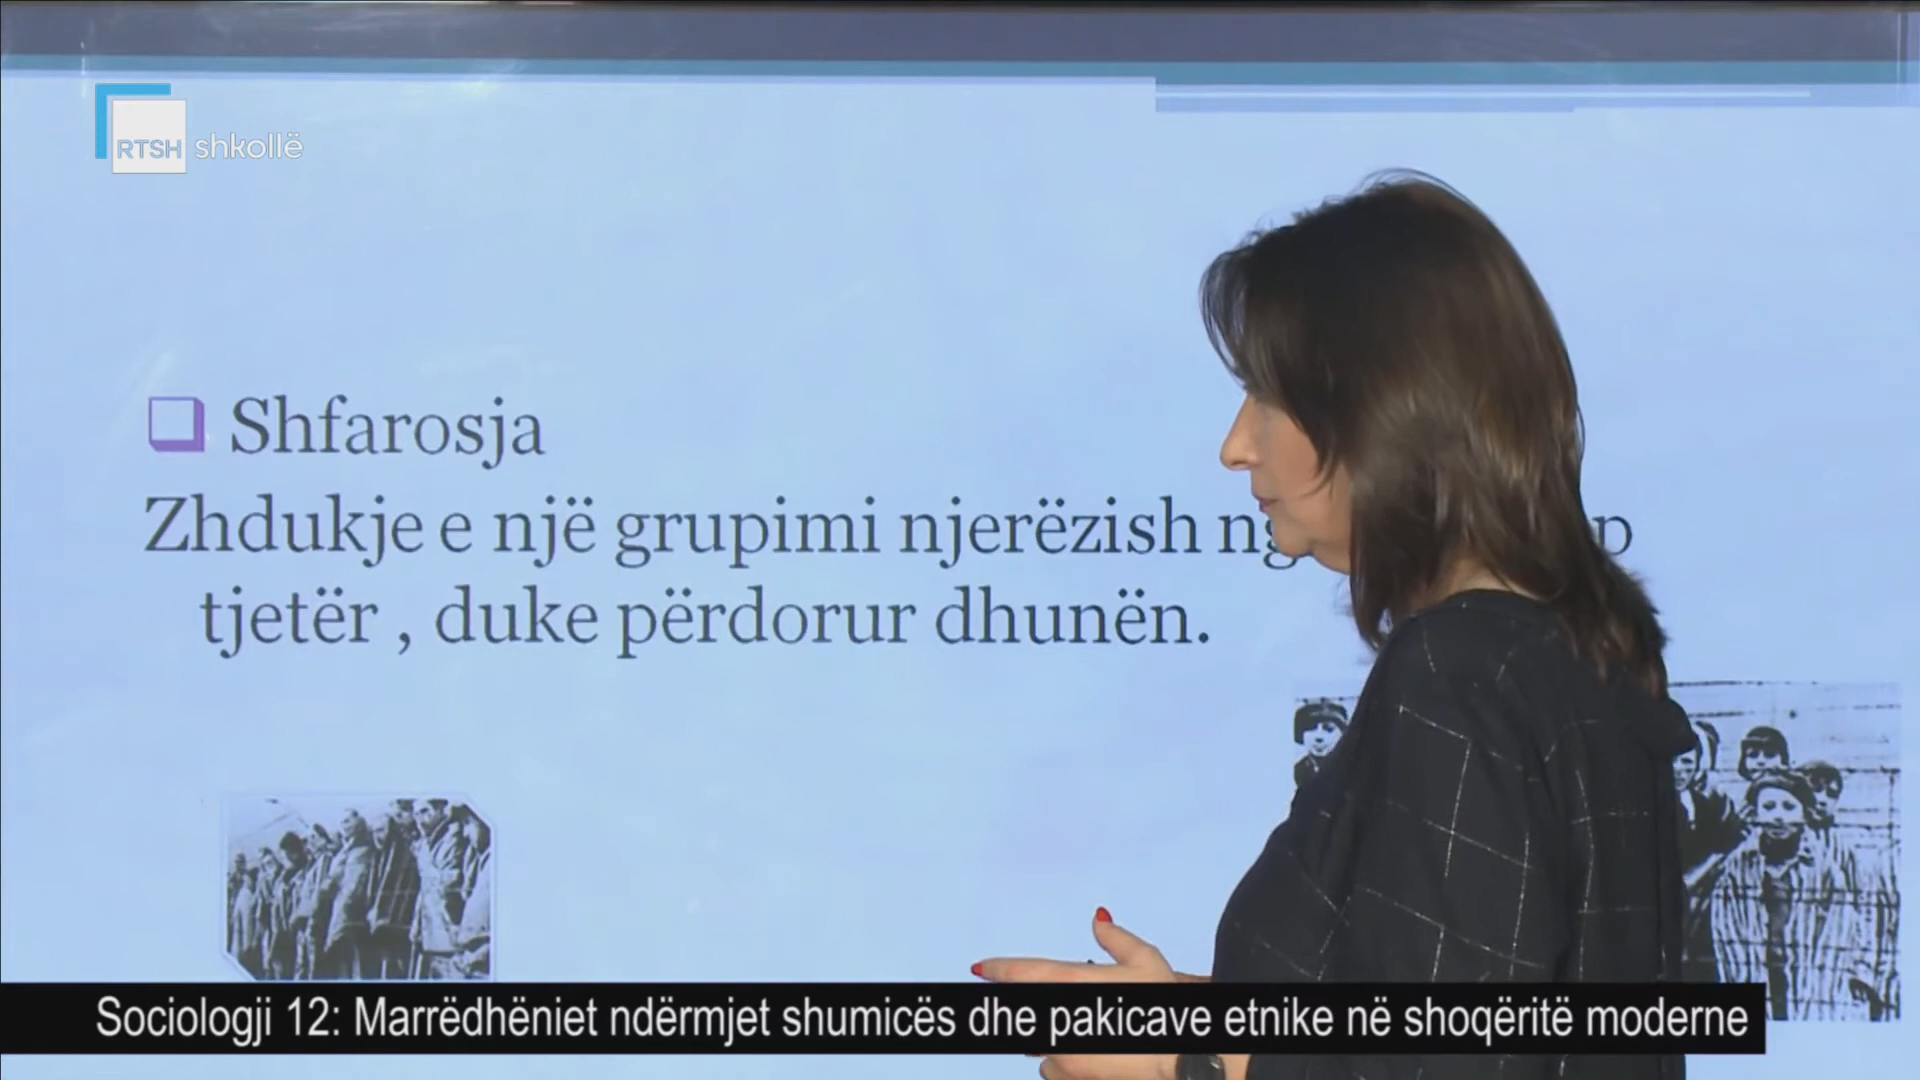 RTSH shkollë
Shfarosja
Zhdukje e një grupimi njerëzish
tjetër , duke përdorur dhunën.
Sociologji 12: Marrëdhëniet ndërmjet shumicës dhe pakicave etnike në shoqëritë moderne